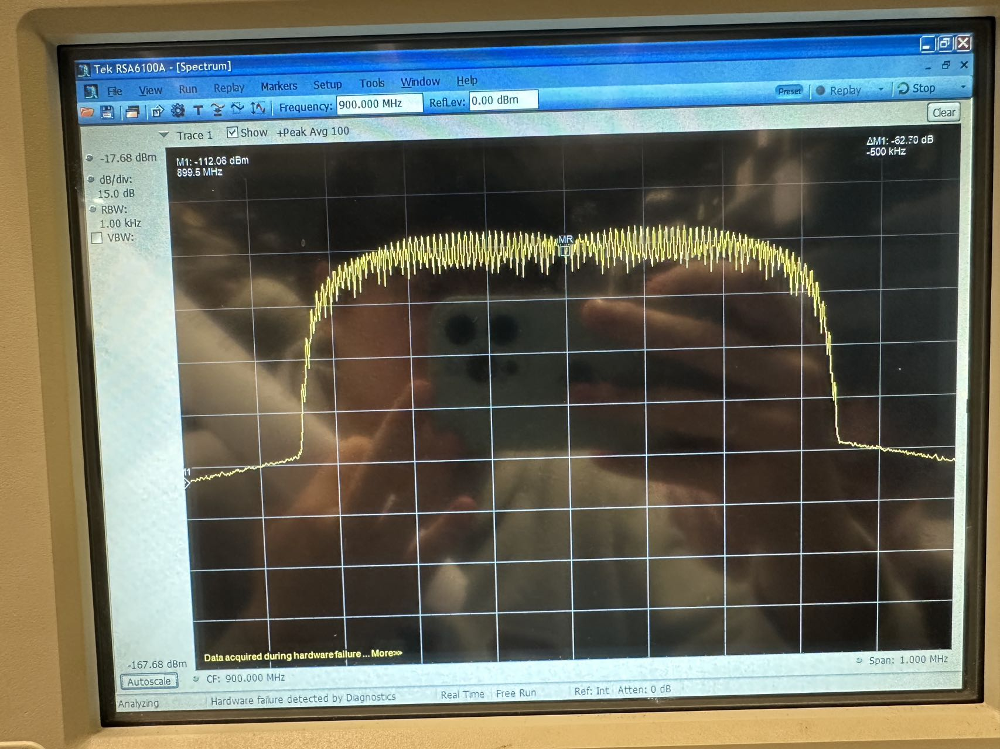 Tek RSA6100A - [Spectrum]
File View Run Replay Markers Setup Tools Window Help
Preset Replay Stop
Frequency: 900.000 MHz RefLev: 0.00 dBm
Clear
Trace 1 Show +Peak Avg 100
-17.68 dBm
dB/div:
15.0 dB
RBW:
1.00 kHz
VBW:
M1: -112.06 dBm
899.5 MHz
ΔM1: -62.70 dB
-500 kHz
MR
Data acquired during hardware failure ... More>>
-167.68 dBm
Autoscale
CF: 900.000 MHz
Span: 1.000 MHz
Analyzing
Hardware failure detected by Diagnostics
Real Time
Free Run
Ref: Int
Atten: 0 dB